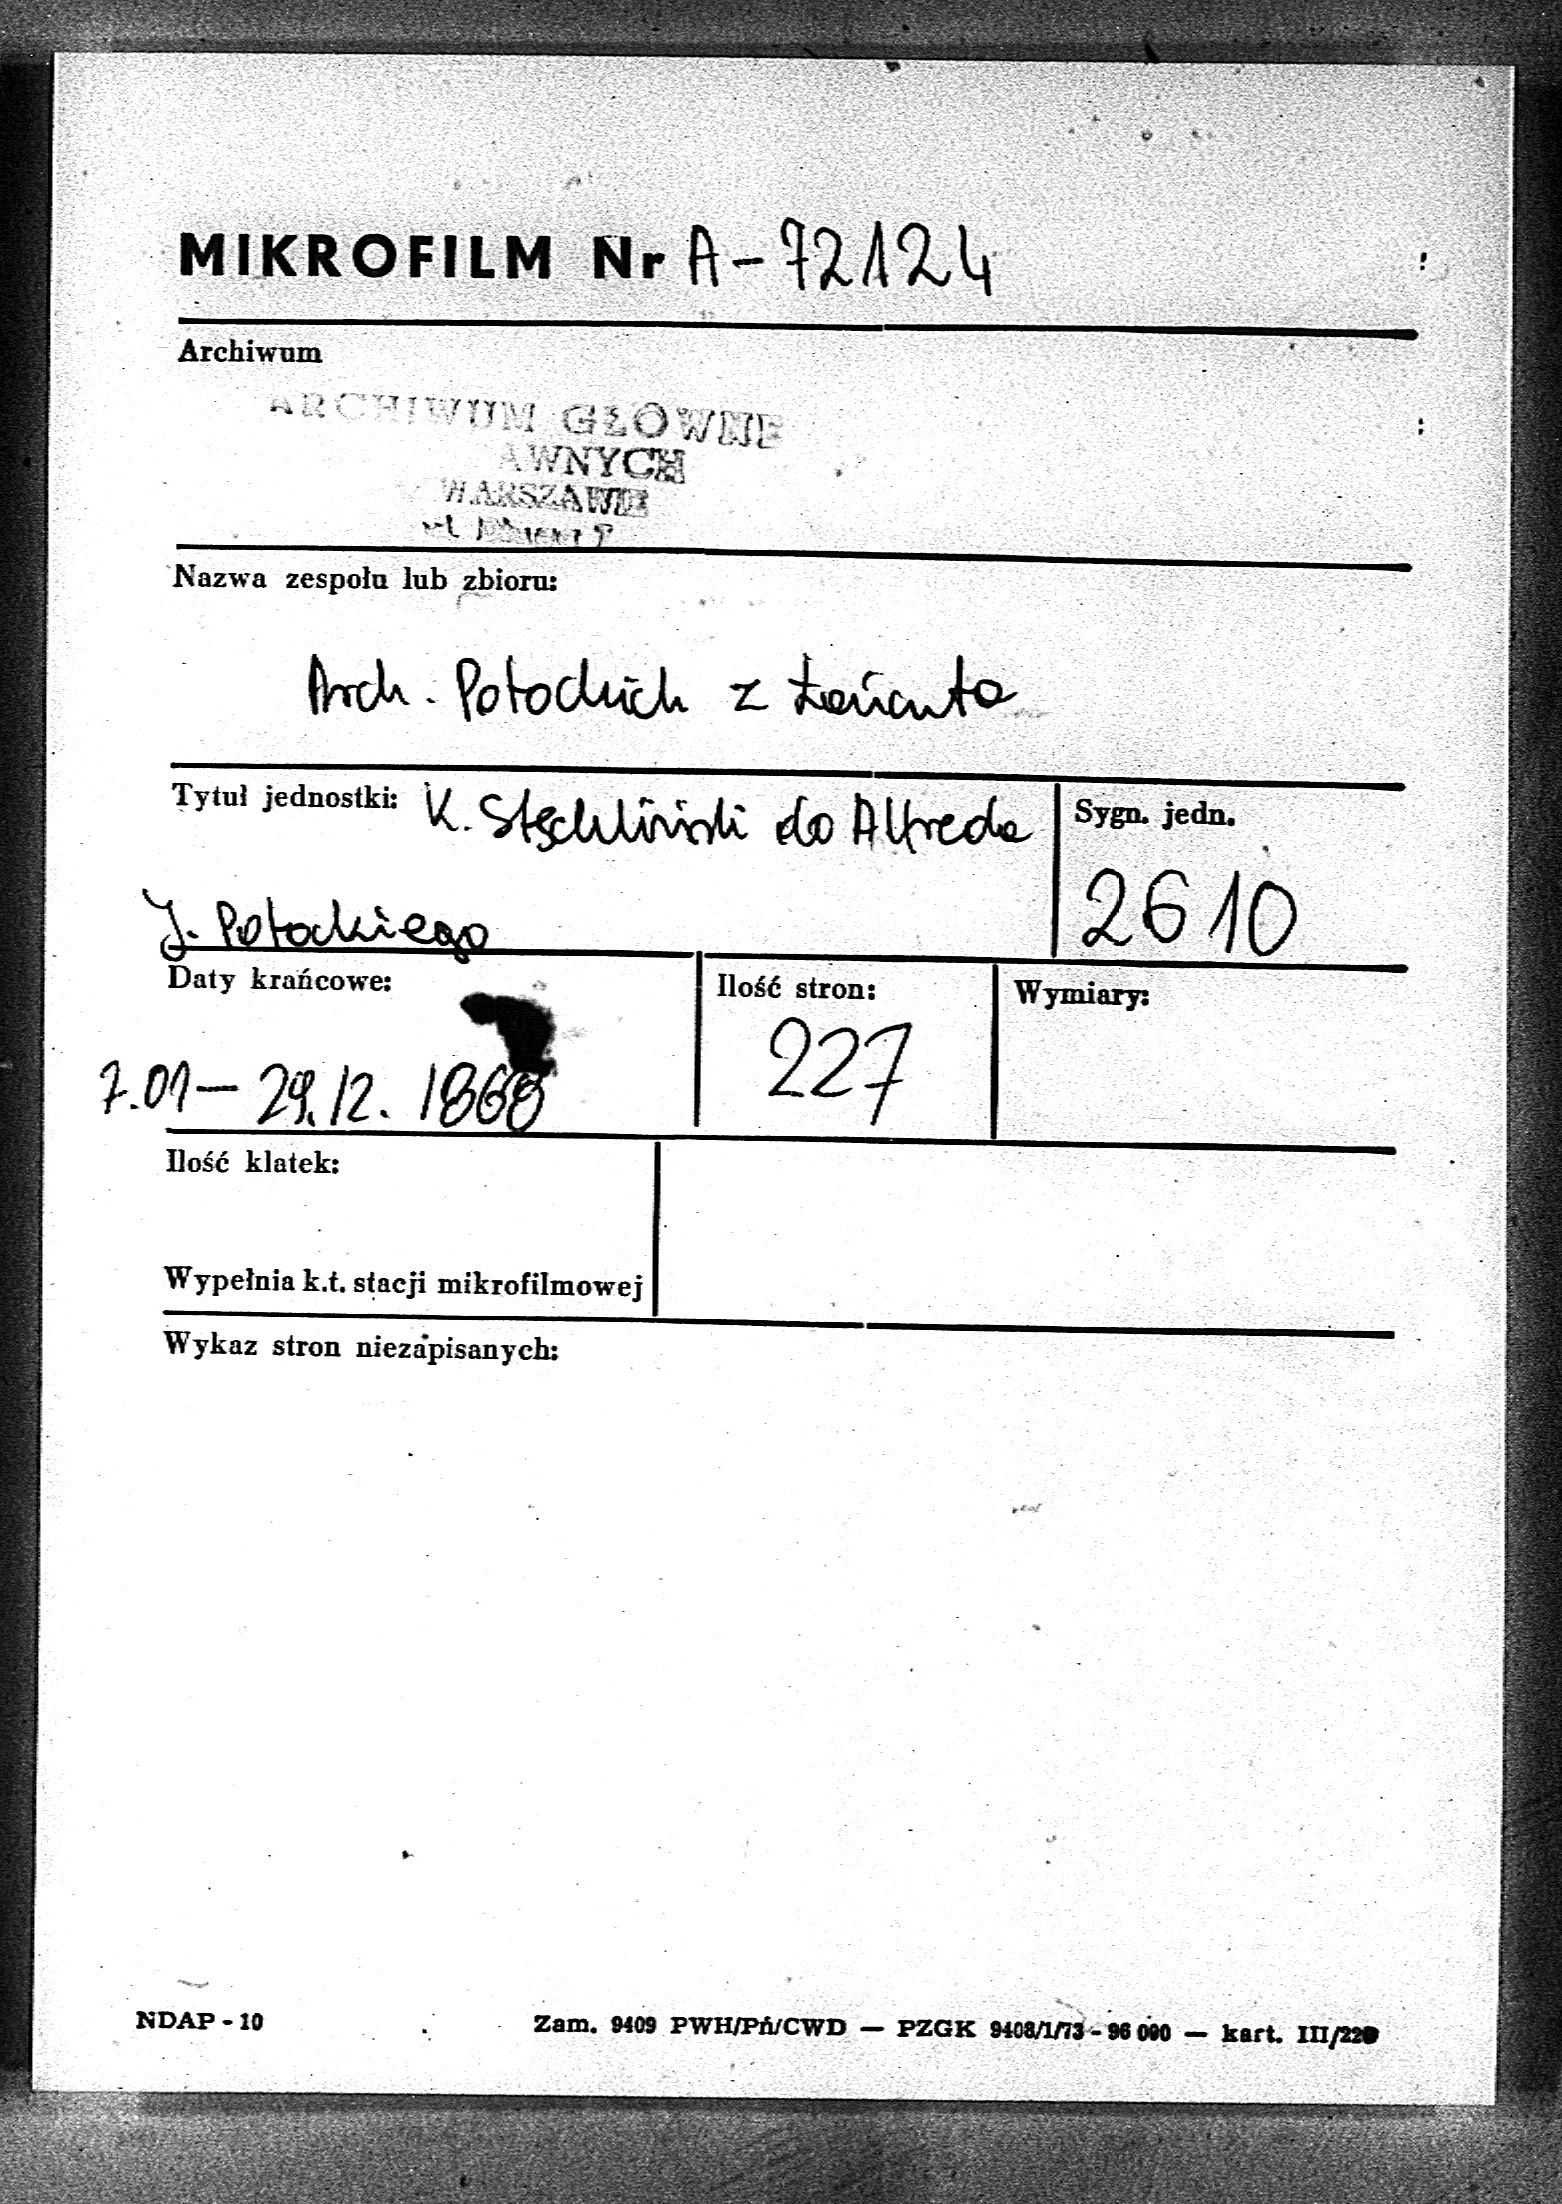 MIKROFILM Nr A-72124
Archiwum
ARCHIWUM GŁÓWNE
AWNYCH
WARSZAWIE
Nazwa zespołu lub zbioru:
Arch. Potockich z Łańcuta
Tytuł jednostki: K. Stęchliński do Alfreda
J. Potockiego
Sygn. jedn.
2610
Daty krańcowe:
7.01 — 29.12. 1868
Ilość stron:
227
Wymiary:
Ilość klatek:
Wypełnia k.t. stacji mikrofilmowej
Wykaz stron niezapisanych:
NDAP - 10
Zam. 9409 PWH/Pń/CWD — PZGK 9408/1/73 - 96 000 — kart. III/220